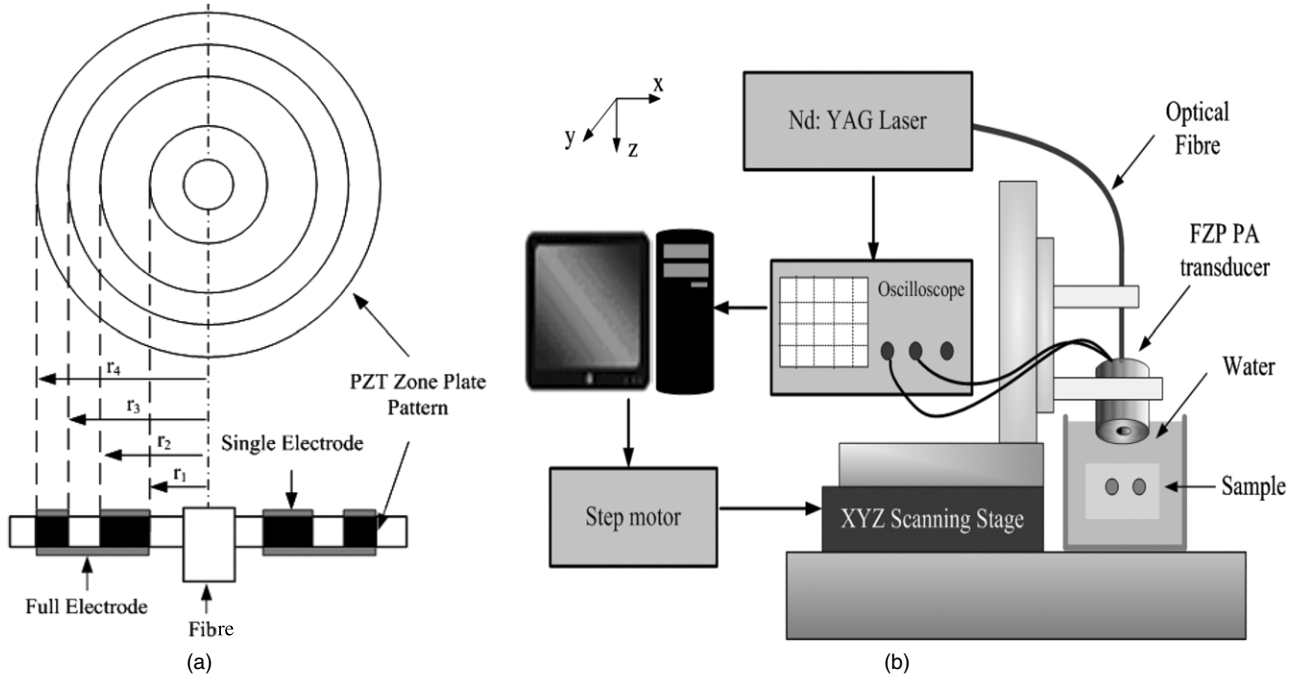 r4
r3
r2
r1
PZT Zone Plate
Pattern
Single Electrode
Full Electrode
Fibre
(a)
x
y
z
Nd: YAG Laser
Optical
Fibre
Oscilloscope
FZP PA
transducer
Water
Sample
Step motor
XYZ Scanning Stage
(b)